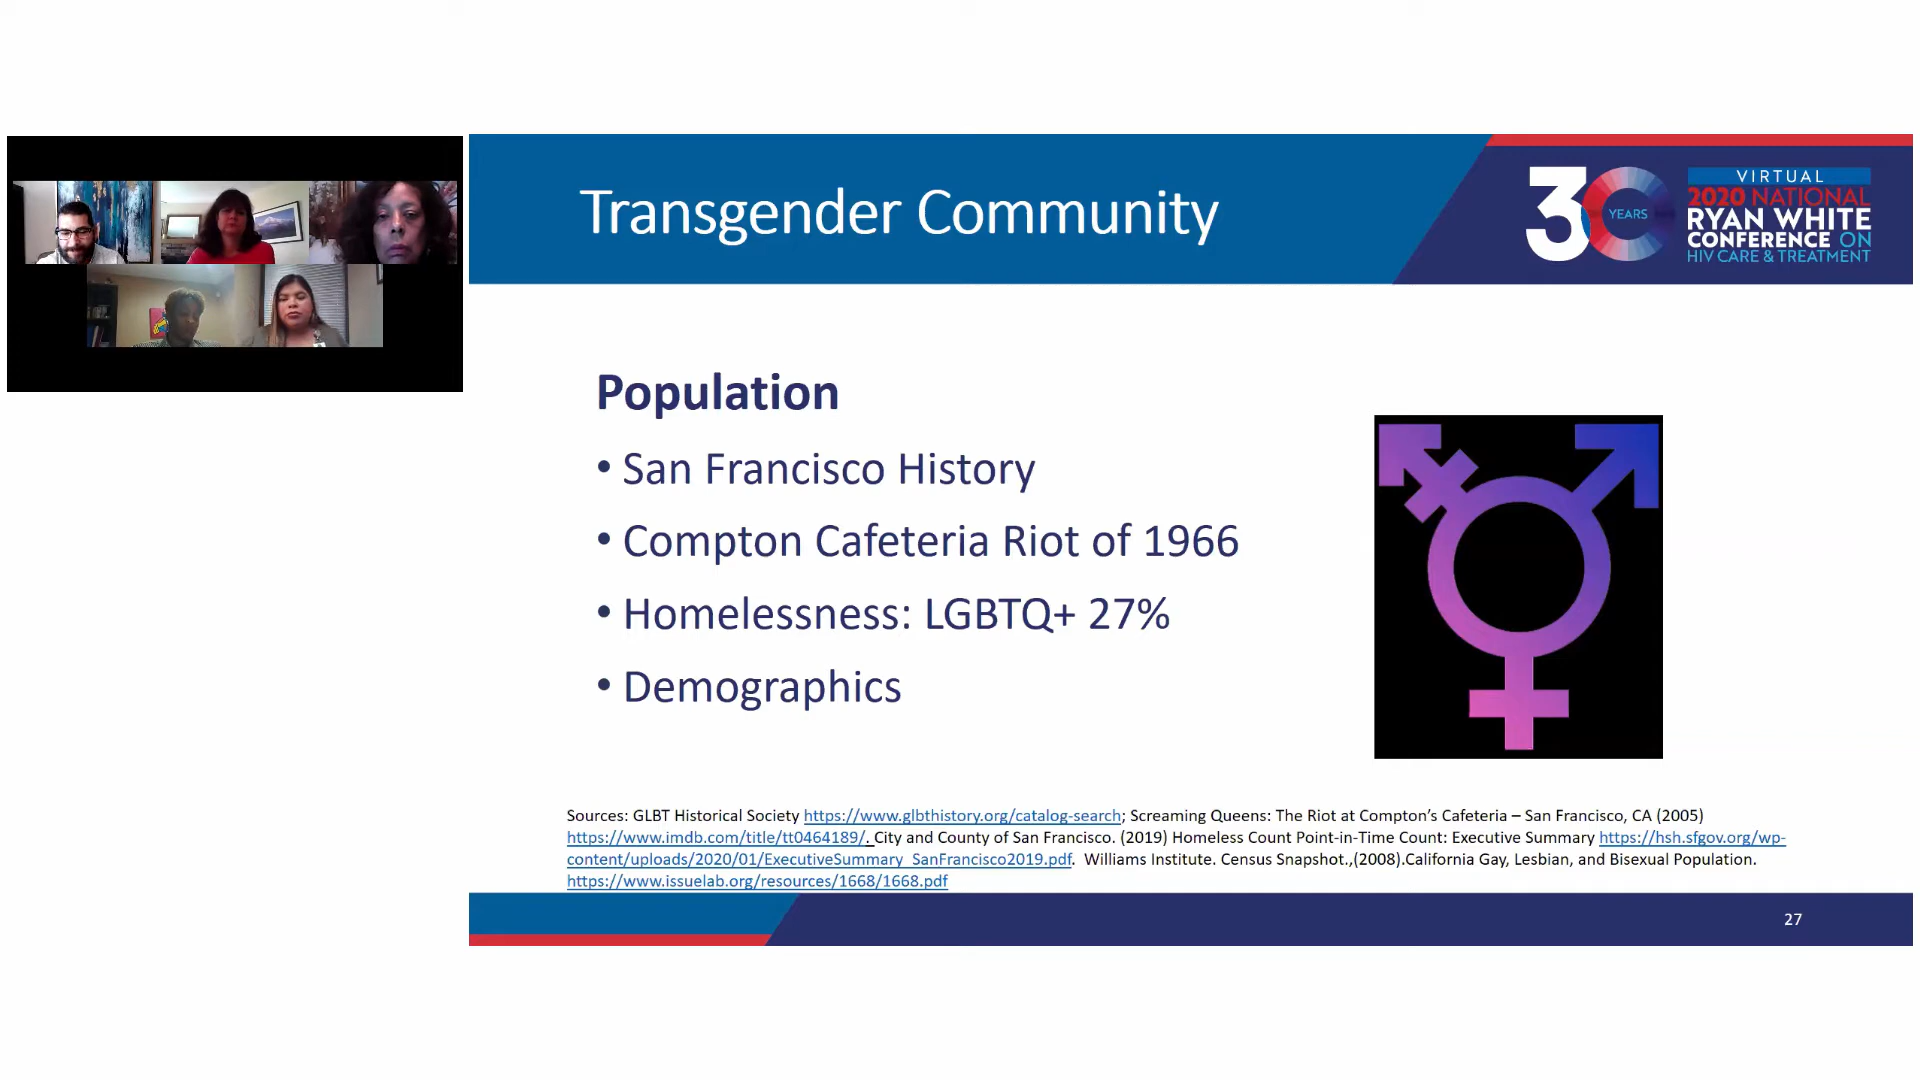 Transgender Community
30
YEARS
VIRTUAL
2020 NATIONAL
RYAN WHITE
CONFERENCE ON
HIV CARE & TREATMENT
Population
• San Francisco History
• Compton Cafeteria Riot of 1966
• Homelessness: LGBTQ+ 27%
• Demographics
Sources: GLBT Historical Society https://www.glbthistory.org/catalog-search; Screaming Queens: The Riot at Compton’s Cafeteria – San Francisco, CA (2005)
https://www.imdb.com/title/tt0464189/. City and County of San Francisco. (2019) Homeless Count Point-in-Time Count: Executive Summary https://hsh.sfgov.org/wp-
content/uploads/2020/01/ExecutiveSummary_SanFrancisco2019.pdf. Williams Institute. Census Snapshot.,(2008).California Gay, Lesbian, and Bisexual Population.
https://www.issuelab.org/resources/1668/1668.pdf
27